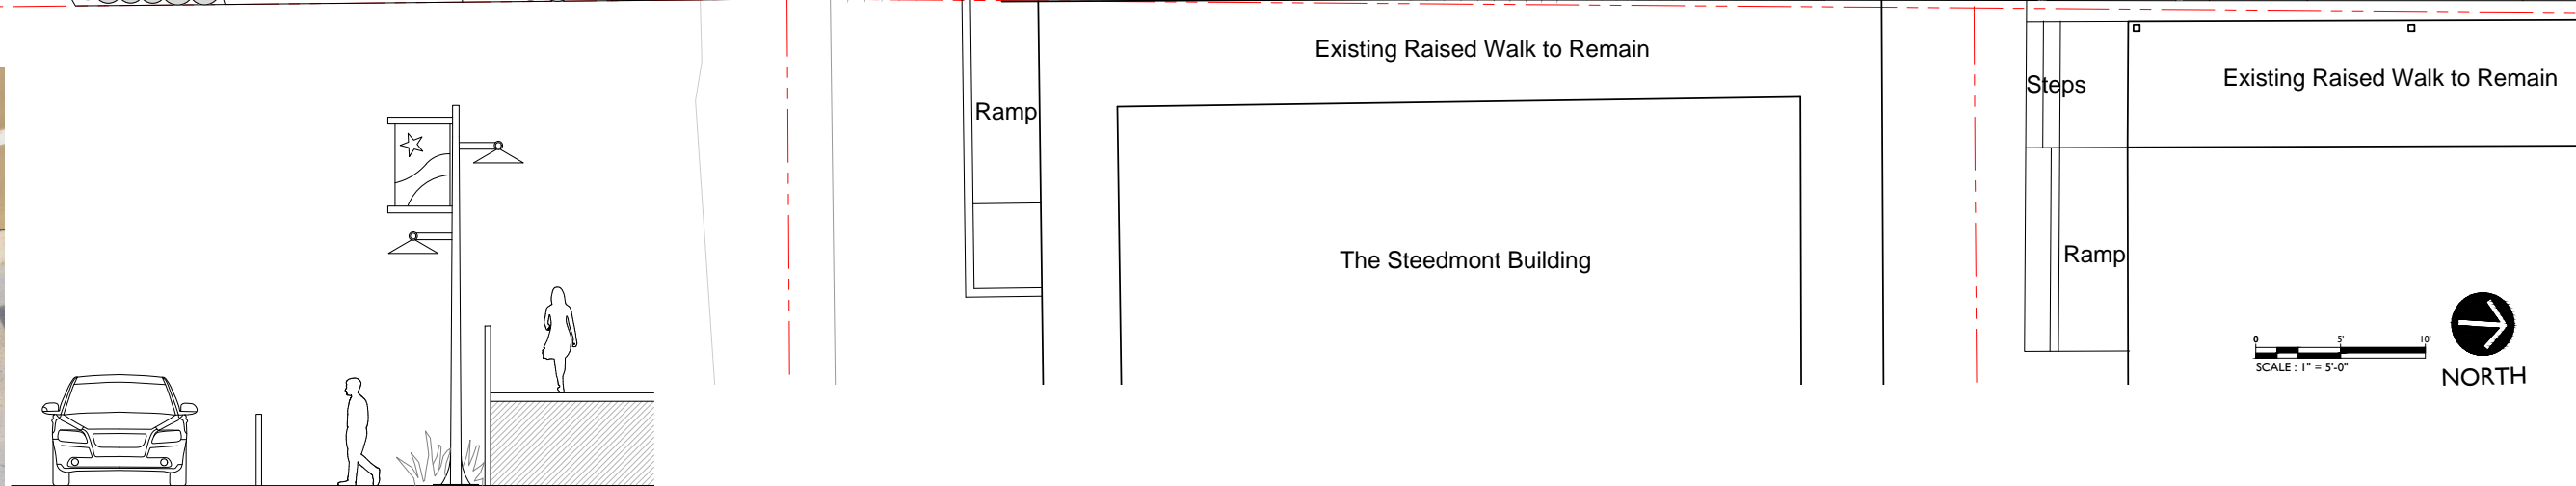 Existing Raised Walk to Remain
Existing Raised Walk to Remain
Steps
Ramp
The Steedmont Building
Ramp
0 5' 10'
SCALE : 1" = 5'-0"
NORTH